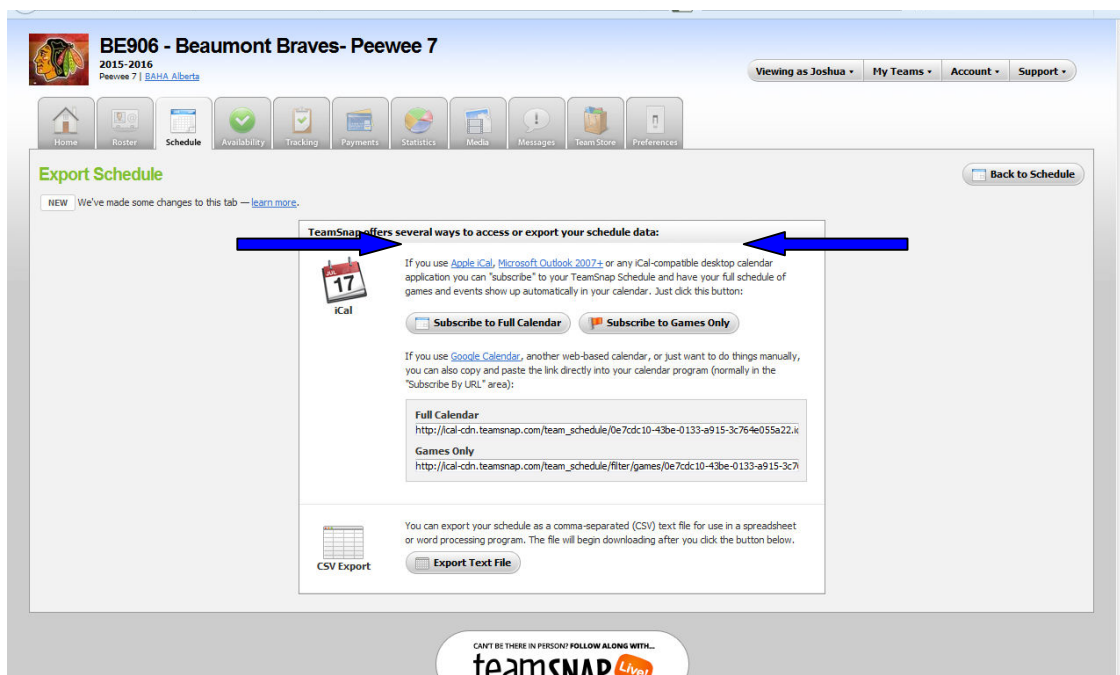 BE906 - Beaumont Braves- Peewee 7
2015-2016
Peewee 7 | BAHA Alberta
Viewing as Joshua
My Teams
Account
Support
Home
Roster
Schedule
Availability
Tracking
Payments
Statistics
Media
Messages
Team Store
Preferences
Export Schedule
Back to Schedule
NEW We've made some changes to this tab — learn more.
TeamSnap offers several ways to access or export your schedule data:
JUL
17
iCal
If you use Apple iCal, Microsoft Outlook 2007+ or any iCal-compatible desktop calendar
application you can "subscribe" to your TeamSnap Schedule and have your full schedule of
games and events show up automatically in your calendar. Just click this button:
Subscribe to Full Calendar
Subscribe to Games Only
If you use Google Calendar, another web-based calendar, or just want to do things manually,
you can also copy and paste the link directly into your calendar program (normally in the
"Subscribe By URL" area):
Full Calendar
http://ical-cdn.teamsnap.com/team_schedule/0e7cdc10-43be-0133-a915-3c764e055a22.ic
Games Only
http://ical-cdn.teamsnap.com/team_schedule/filter/games/0e7cdc10-43be-0133-a915-3c7
CSV Export
You can export your schedule as a comma-separated (CSV) text file for use in a spreadsheet
or word processing program. The file will begin downloading after you click the button below.
Export Text File
CAN'T BE THERE IN PERSON? FOLLOW ALONG WITH...
teamSNAP Live!